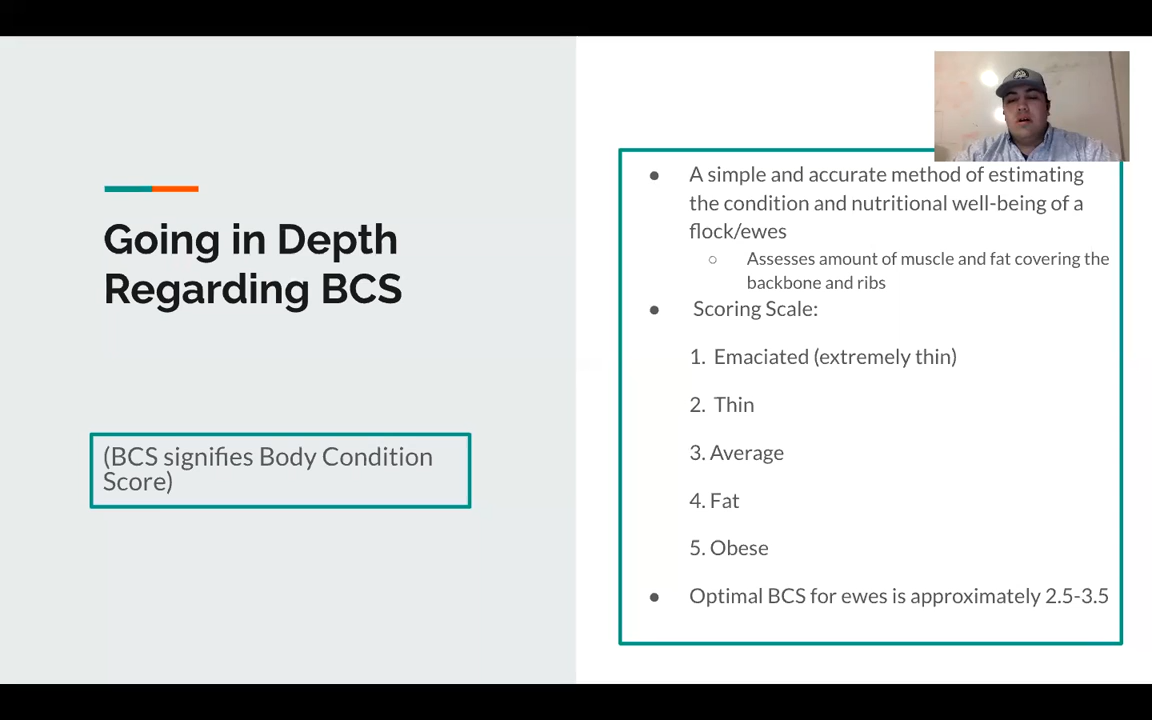 Going in Depth
Regarding BCS
(BCS signifies Body Condition
Score)
● A simple and accurate method of estimating
the condition and nutritional well-being of a
flock/ewes
○ Assesses amount of muscle and fat covering the
backbone and ribs
● Scoring Scale:
1. Emaciated (extremely thin)
2. Thin
3. Average
4. Fat
5. Obese
● Optimal BCS for ewes is approximately 2.5-3.5